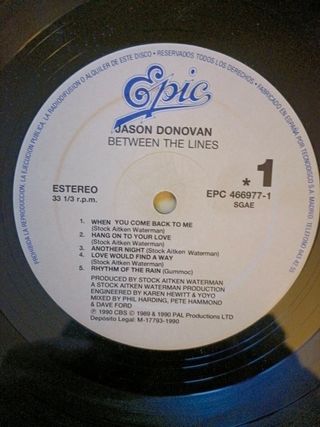 PROHIBIDA LA REPRODUCCION, LA EJECUCION PUBLICA, LA RADIODIFUSION O ALQUILER DE ESTE DISCO • RESERVADOS TODOS LOS DERECHOS • FABRICADO EN ESPAÑA POR TECNODISCO S.A. MADRID
Epic
JASON DONOVAN
BETWEEN THE LINES
ESTEREO
33 1/3 r.p.m.
*1
EPC 466977-1
SGAE
1 WHEN YOU COME BACK TO ME
(Stock Aitken Waterman)
2 HANG ON TO YOUR LOVE
(Stock Aitken Waterman)
3 ANOTHER NIGHT (Stock Aitken Waterman)
4 LOVE WOULD FIND A WAY
(Stock Aitken Waterman)
5 RHYTHM OF THE RAIN (Gummoc)
PRODUCED BY STOCK AITKEN WATERMAN
A STOCK AITKEN WATERMAN PRODUCTION
ENGINEERED BY KAREN HEWITT & YOYO
MIXED BY PHIL HARDING, PETE HAMMOND
& DAVE FORD
℗ 1990 CBS © 1989 & 1990 PAL Productions LTD
Depósito Legal: M-17793-1990